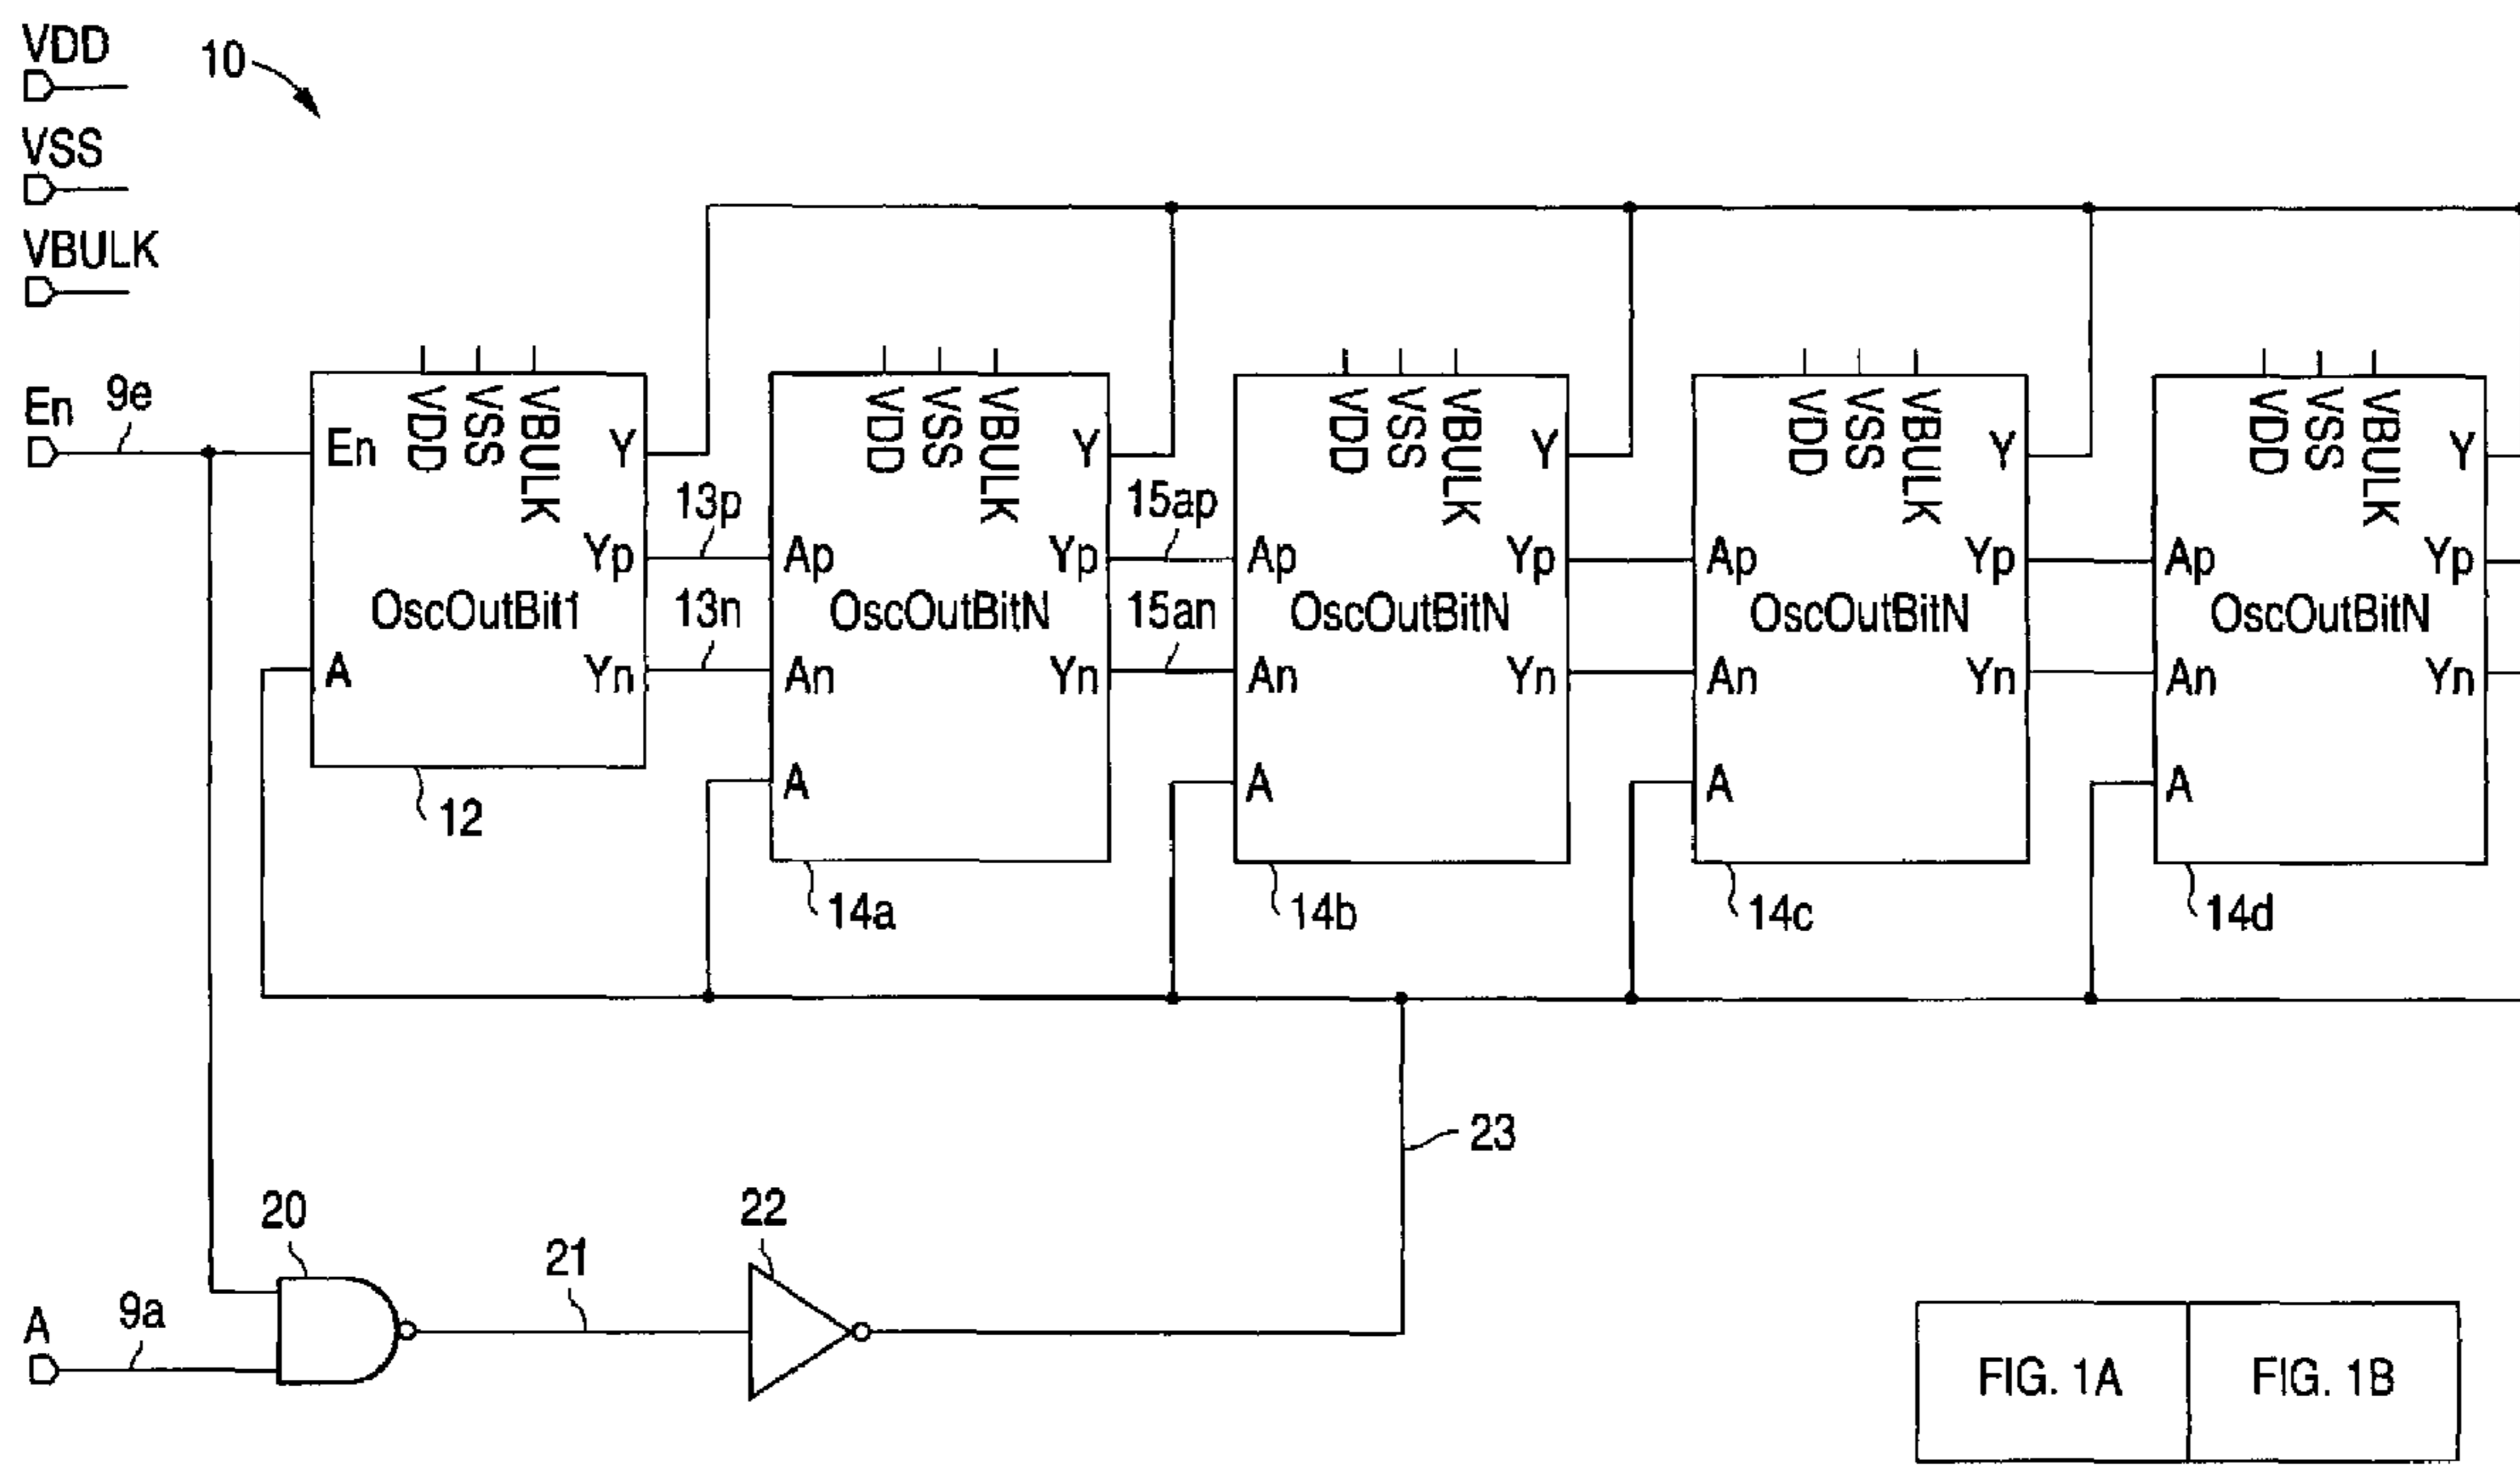 VDD
10
VSS
VBULK
En
9e
En
VDD
VSS
VBULK
Y
Yp
OscOutBit1
A
Yn
12
13p
13n
VDD
VSS
VBULK
Y
Ap
Yp
OscOutBitN
An
Yn
A
14a
15ap
15an
VDD
VSS
VBULK
Y
Ap
Yp
OscOutBitN
An
Yn
A
14b
VDD
VSS
VBULK
Y
Ap
Yp
OscOutBitN
An
Yn
A
14c
VDD
VSS
VBULK
Y
Ap
Yp
OscOutBitN
An
Yn
A
14d
23
20
21
22
A
9a
FIG. 1A
FIG. 1B